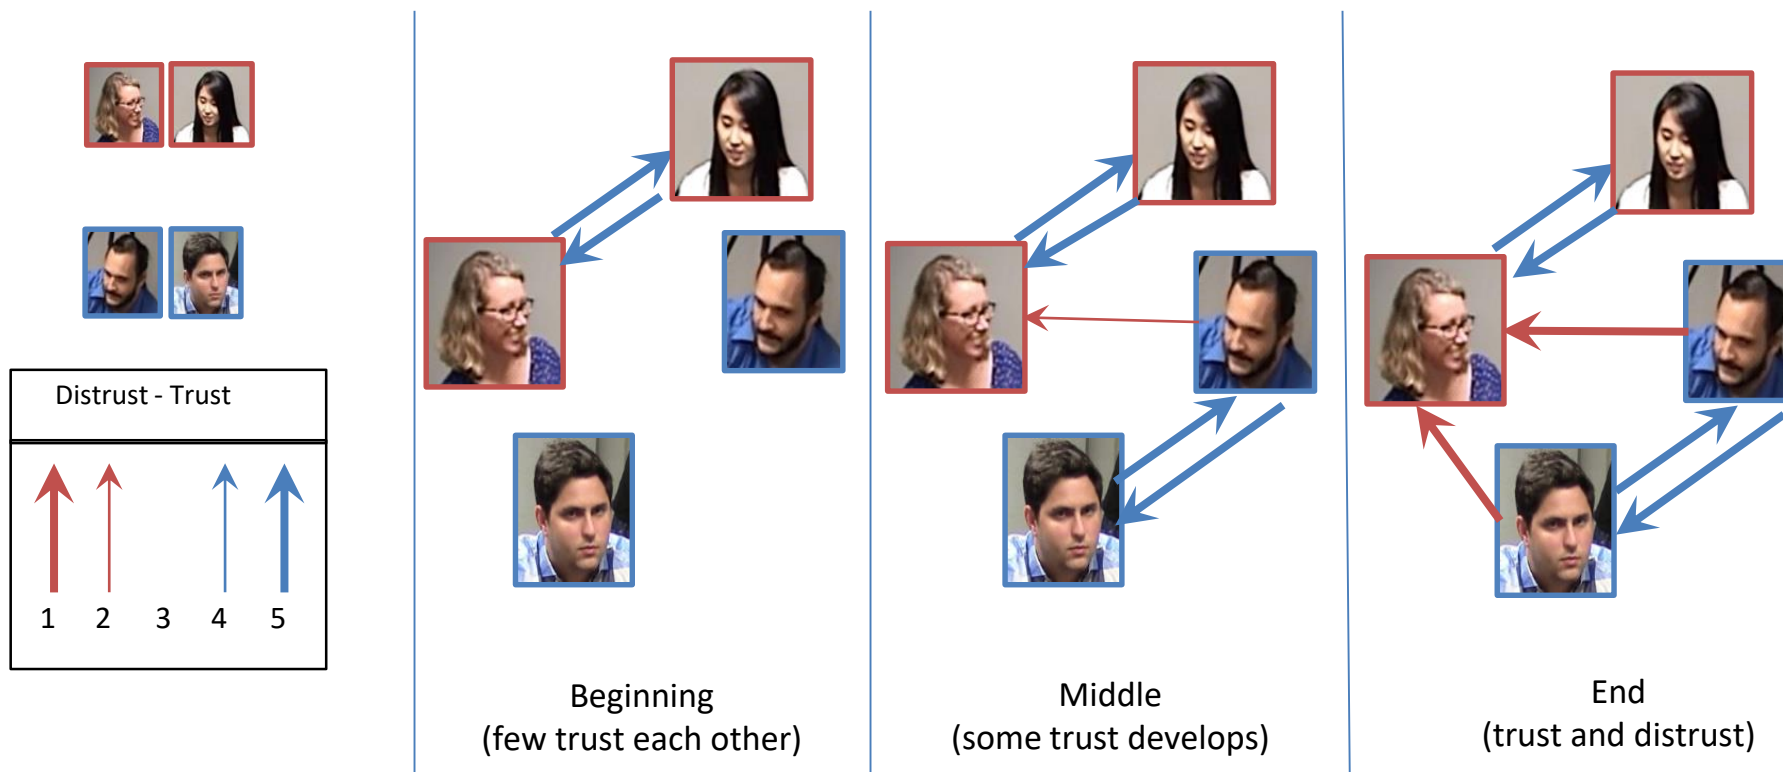 Distrust - Trust
1 2 3 4 5
Beginning
(few trust each other)
Middle
(some trust develops)
End
(trust and distrust)